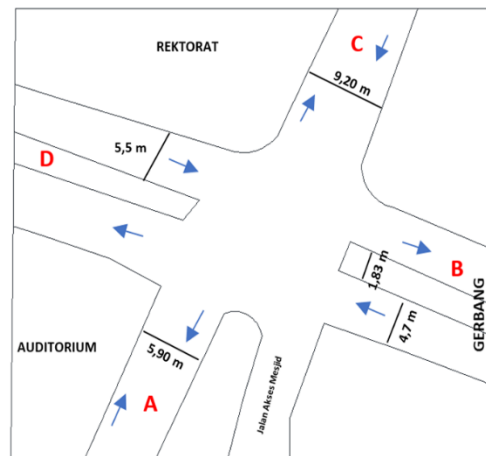 C
REKTORAT
9,20 m
5,5 m
D
B
1,83 m
GERBANG
4,7 m
AUDITORIUM
5,90 m
A
Jalan Akses Mesjid